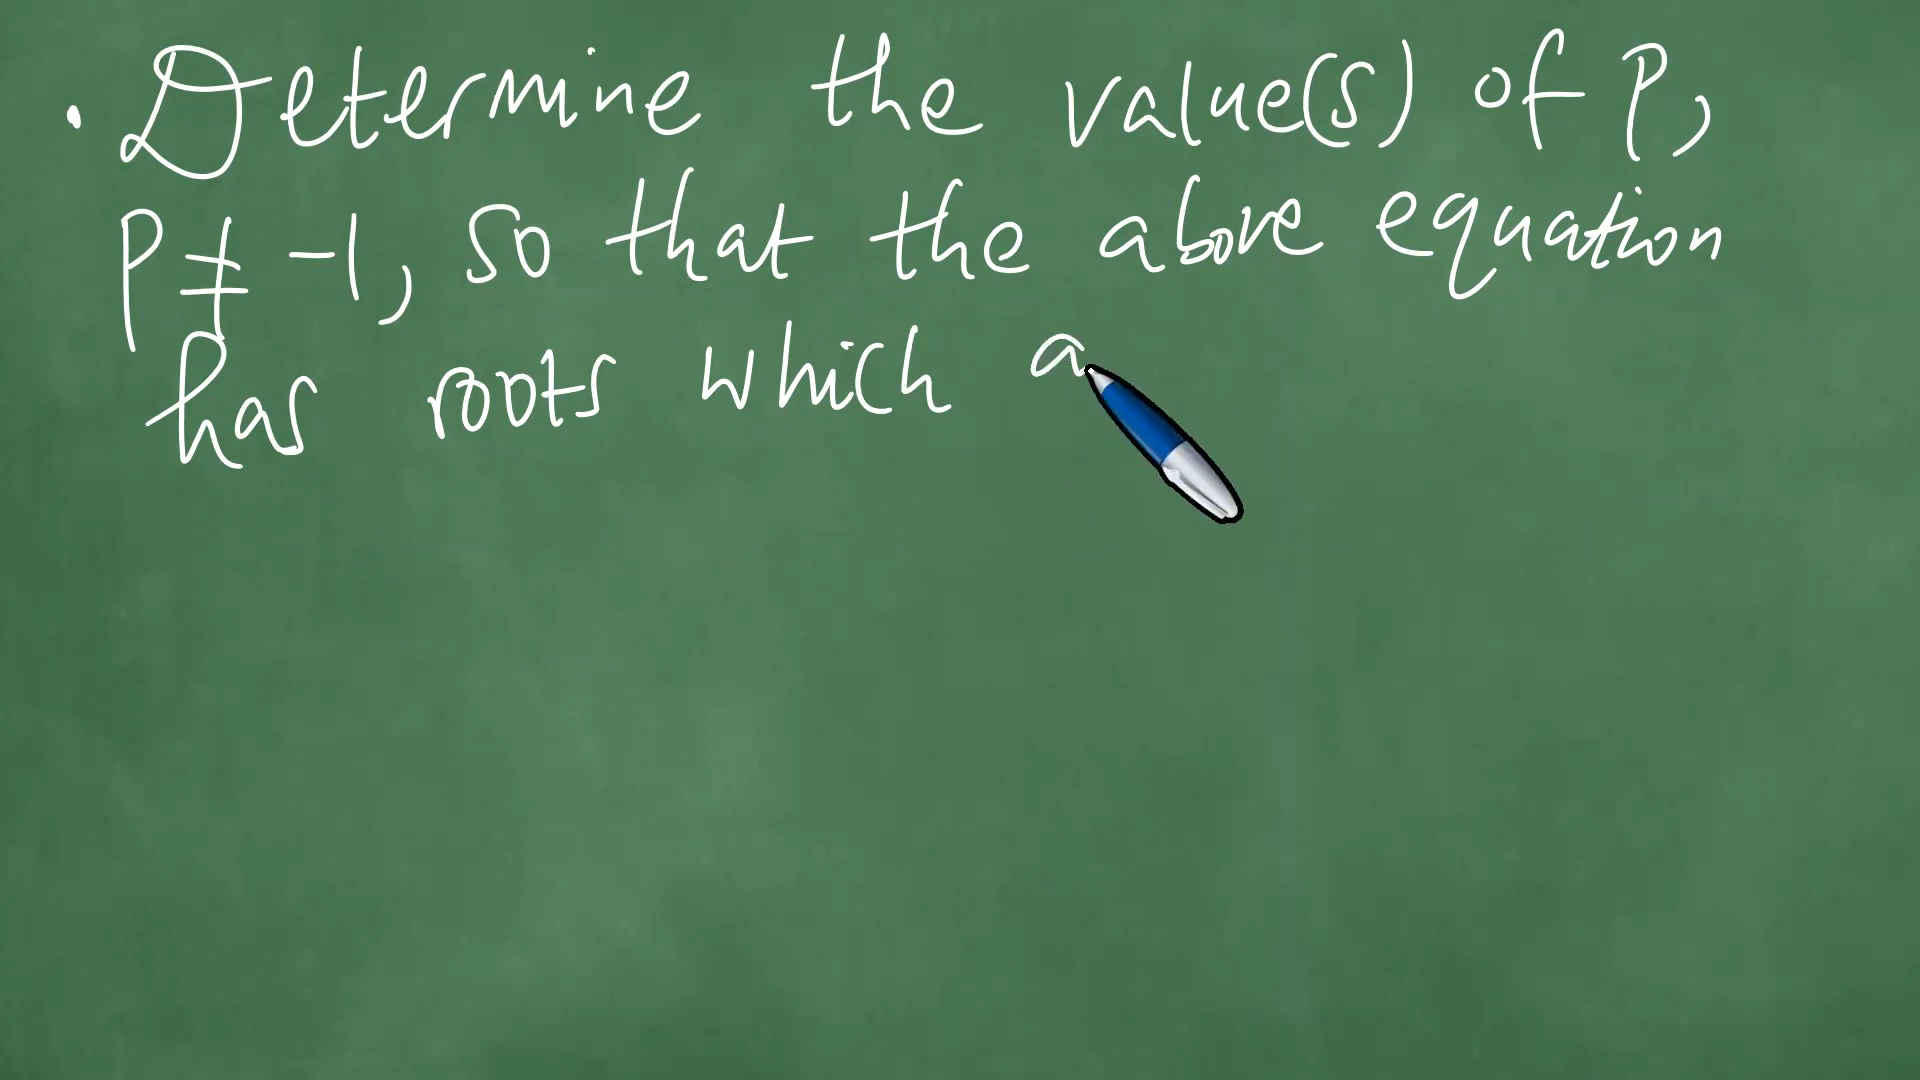 . Determine the value(s) of P,
P ≠ -1, so that the above equation
has roots which a